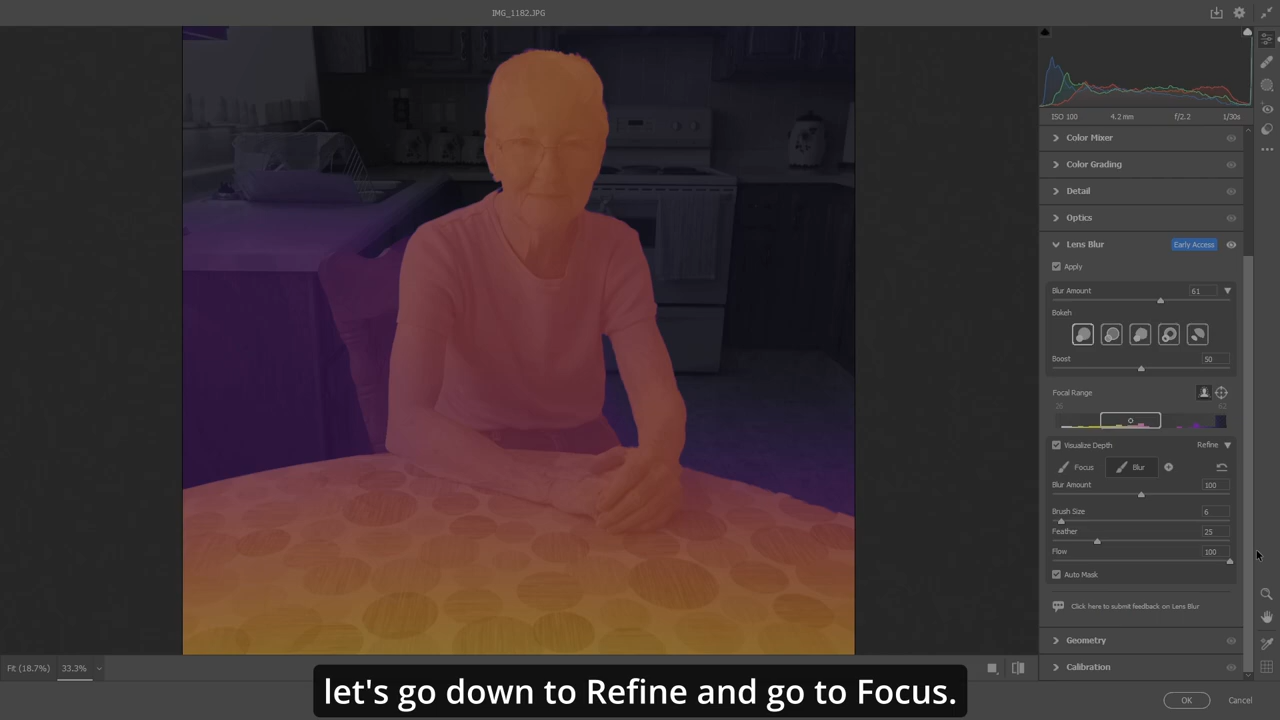 IMG_1182.JPG
ISO 100 4.2 mm f/2.2 1/30s
Color Mixer
Color Grading
Detail
Optics
Lens Blur Early Access
Apply
Blur Amount 61
Bokeh
Boost 50
Focal Range
26 62
Visualize Depth Refine
Focus Blur
Blur Amount 100
Brush Size 6
Feather 25
Flow 100
Auto Mask
Click here to submit feedback on Lens Blur
Geometry
Calibration
Fit (18.7%) 33.3%
let's go down to Refine and go to Focus.
OK Cancel